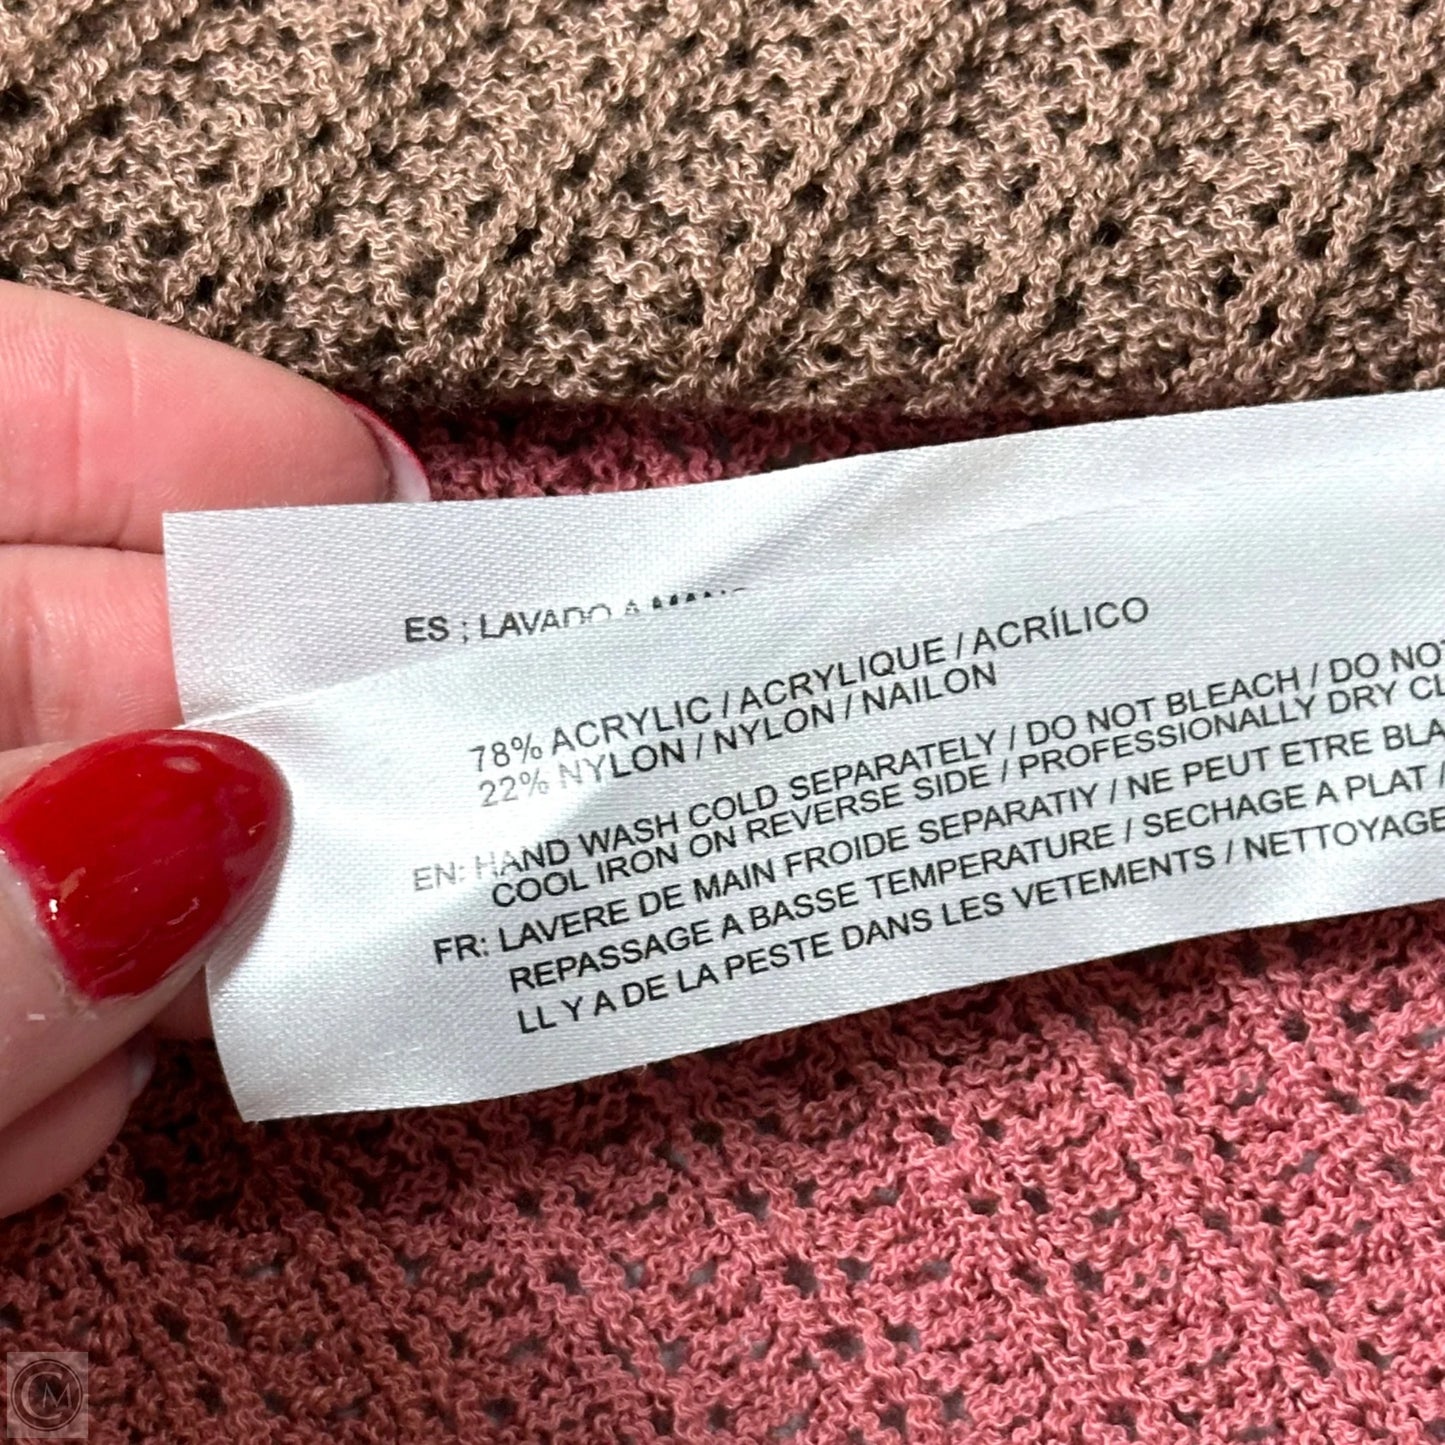 ES ; LAVADO A
78% ACRYLIC / ACRYLIQUE / ACRÍLICO
22% NYLON / NYLON / NAILON
EN: HAND WASH COLD SEPARATELY / DO NOT BLEACH / DO NOT
COOL IRON ON REVERSE SIDE / PROFESSIONALLY DRY CL
FR: LAVERE DE MAIN FROIDE SEPARATIY / NE PEUT ETRE BLA
REPASSAGE A BASSE TEMPERATURE / SECHAGE A PLAT /
LL Y A DE LA PESTE DANS LES VETEMENTS / NETTOYAGE
CM